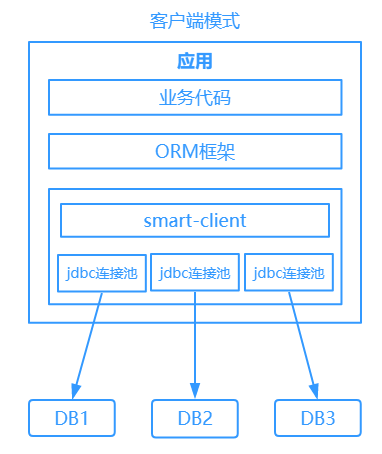 客户端模式
应用
业务代码
ORM框架
smart-client
jdbc连接池 jdbc连接池 jdbc连接池
DB1 DB2 DB3